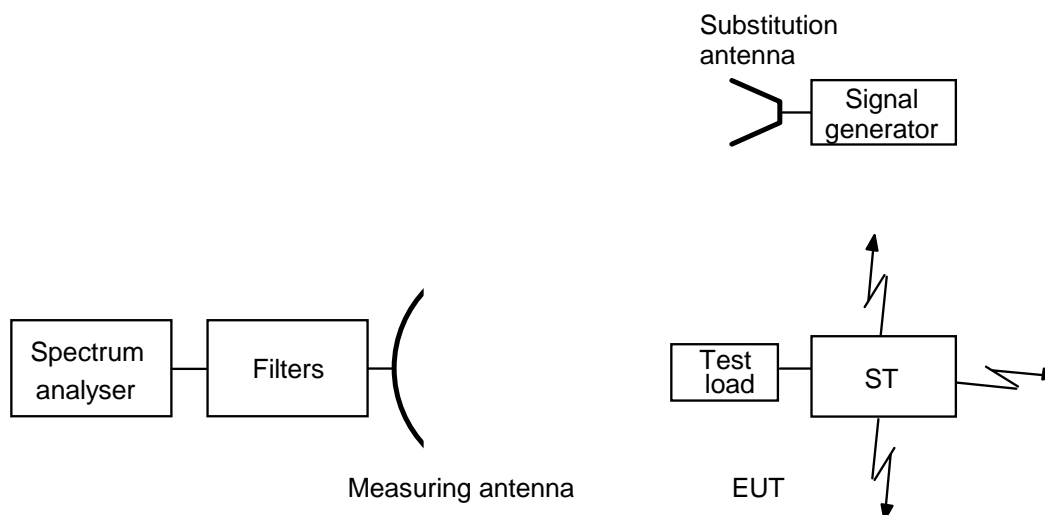 Substitution
antenna
Signal
generator
Spectrum
analyser
Filters
Test
load
ST
Measuring antenna
EUT